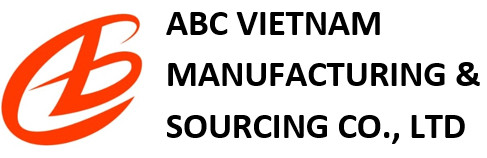 ABC VIETNAM
MANUFACTURING &
SOURCING CO., LTD